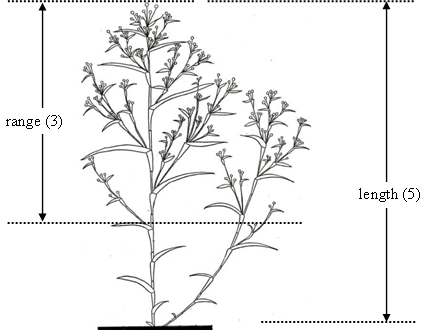 range (3)
length (5)